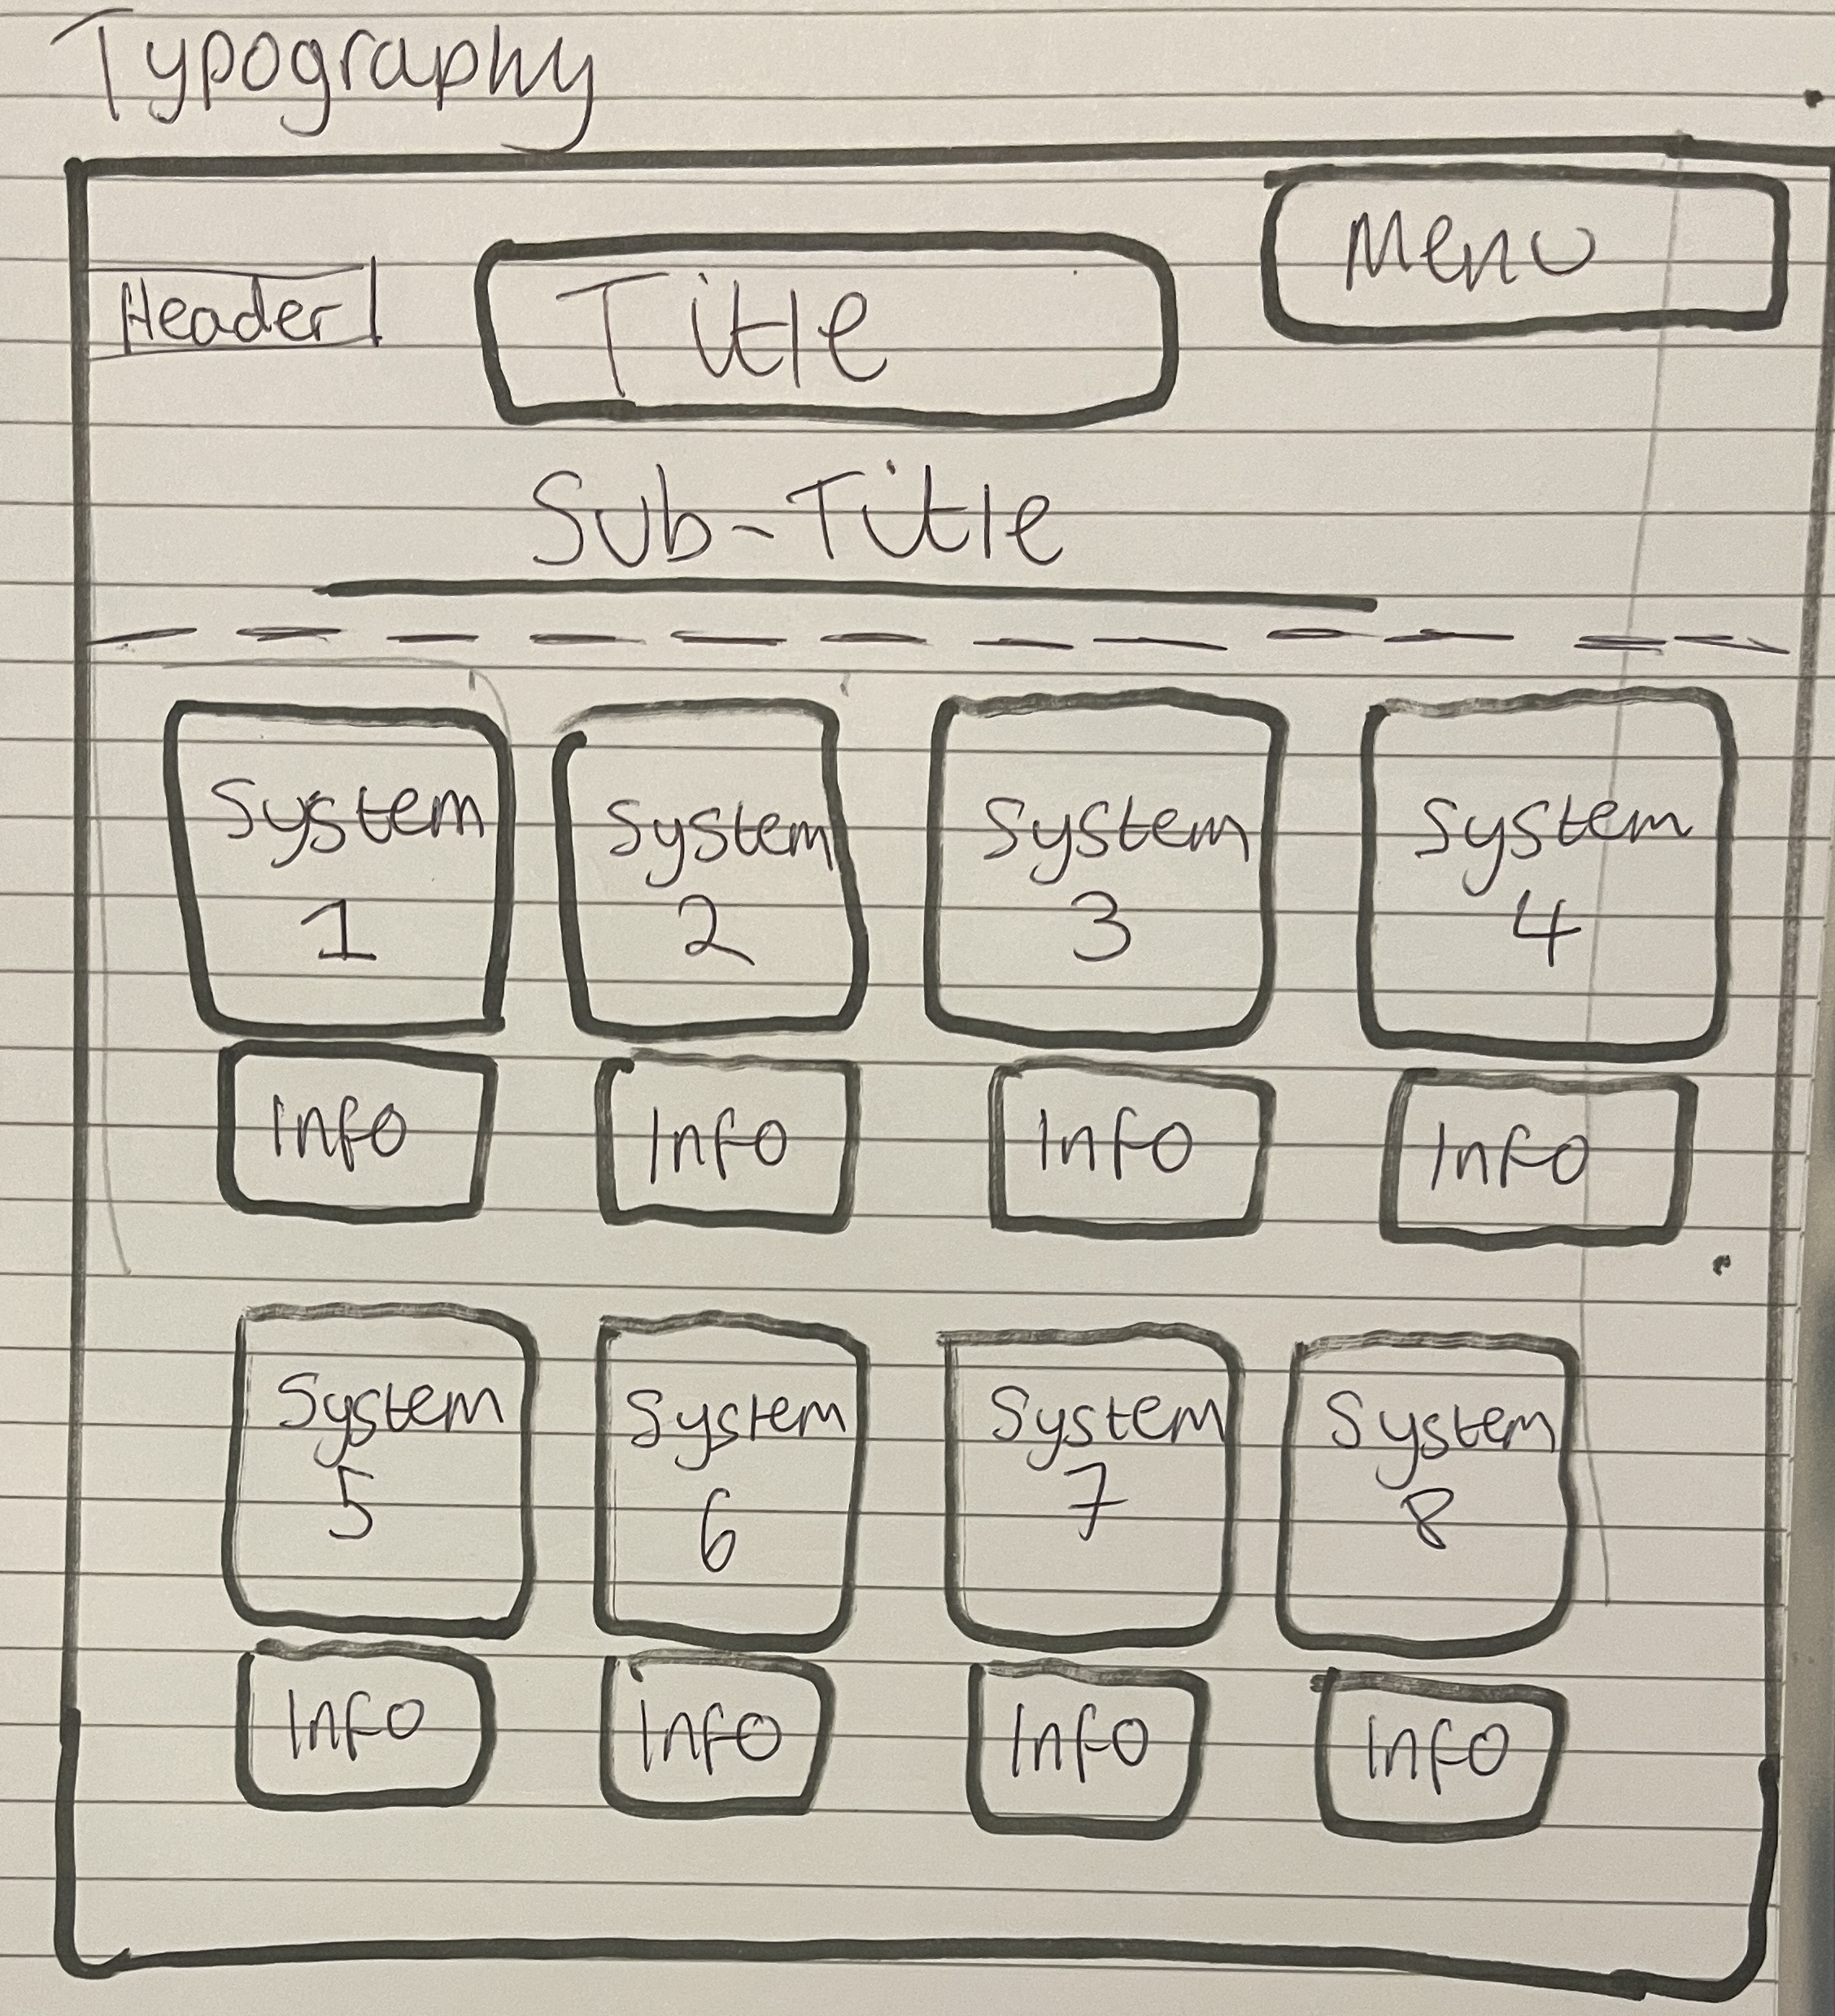 Typography
Menu
Header
Title
Sub-Title
System
1
System
2
System
3
System
4
Info
Info
Info
Info
System
5
System
6
System
7
System
8
Info
Info
Info
Info